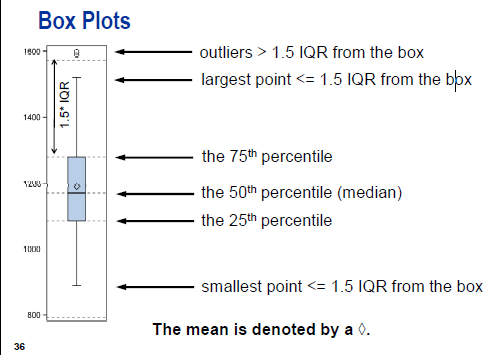 Box Plots
1600
outliers > 1.5 IQR from the box
largest point <= 1.5 IQR from the box
1.5* IQR
1400
the 75th percentile
1200
the 50th percentile (median)
the 25th percentile
1000
smallest point <= 1.5 IQR from the box
800
The mean is denoted by a ◊.
36